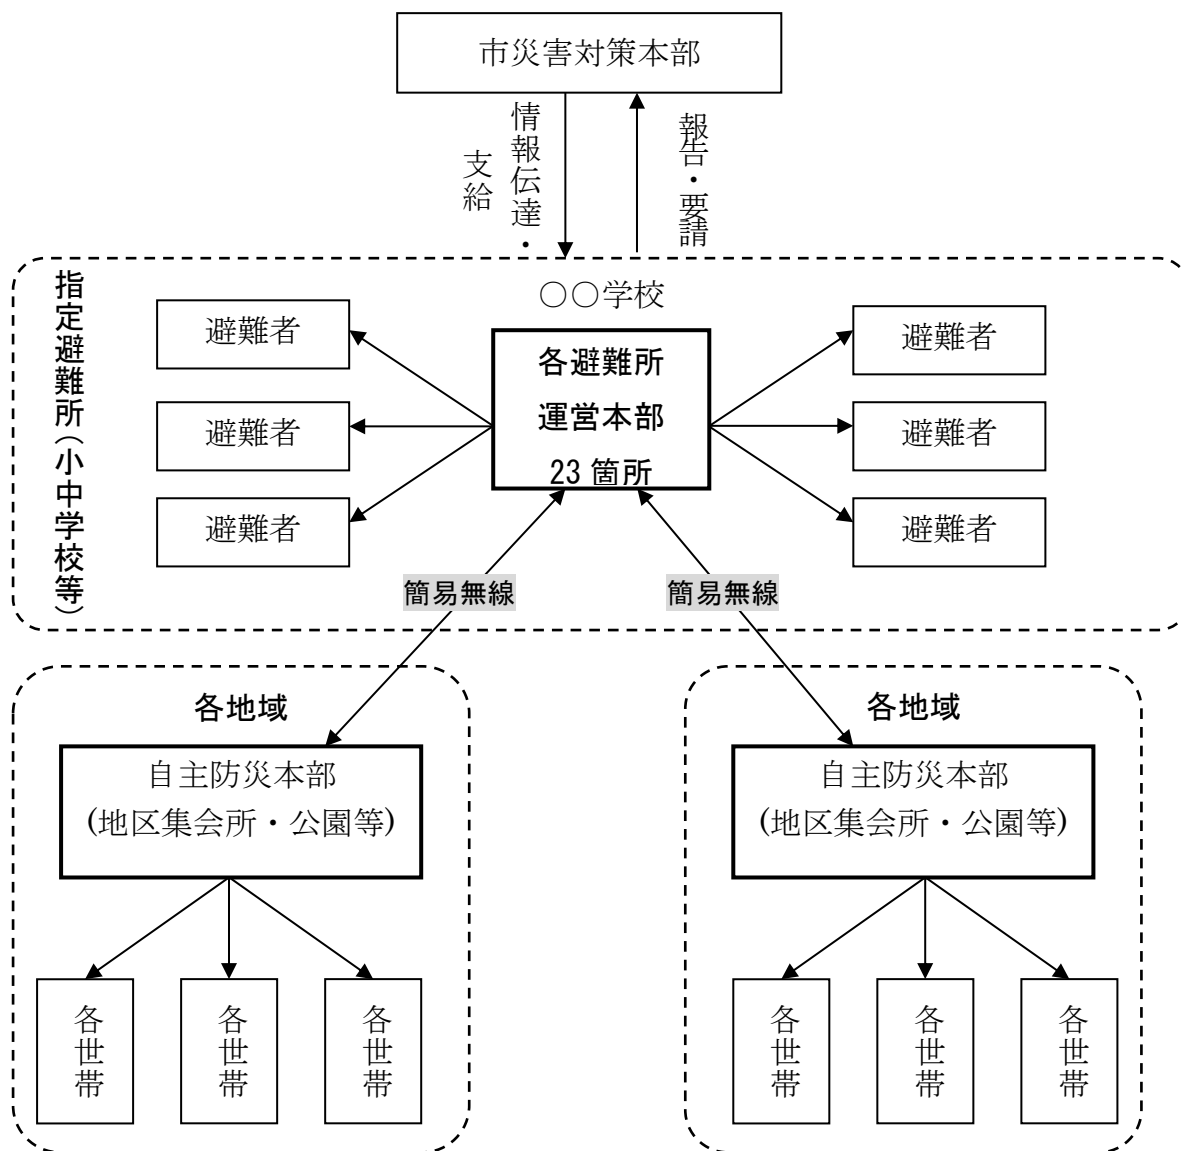 市災害対策本部
情報伝達・
支給
報告・要請
指定避難所(小中学校等)
○○学校
避難者
避難者
避難者
各避難所
運営本部
23 箇所
避難者
避難者
避難者
簡易無線
簡易無線
各地域
自主防災本部
(地区集会所・公園等)
各世帯
各世帯
各世帯
各地域
自主防災本部
(地区集会所・公園等)
各世帯
各世帯
各世帯